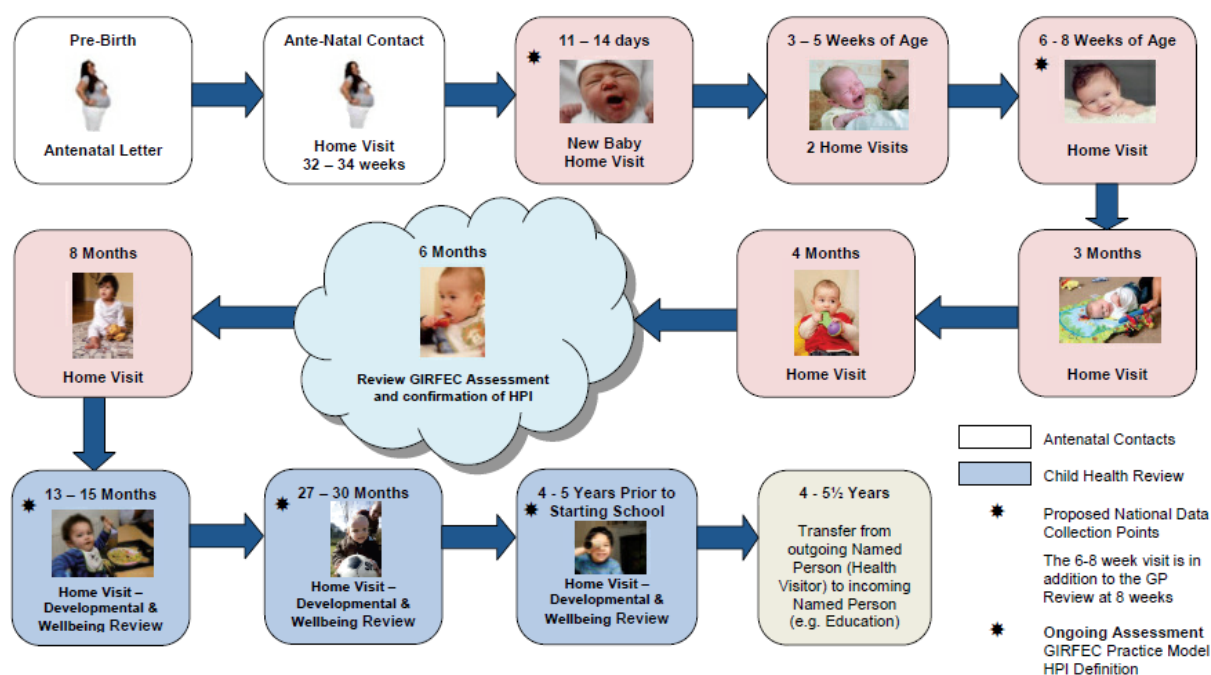 Pre-Birth
Antenatal Letter
Ante-Natal Contact
Home Visit
32 – 34 weeks
11 – 14 days
New Baby
Home Visit
3 – 5 Weeks of Age
2 Home Visits
6 - 8 Weeks of Age
Home Visit
3 Months
Home Visit
4 Months
Home Visit
6 Months
Review GIRFEC Assessment
and confirmation of HPI
8 Months
Home Visit
13 – 15 Months
Home Visit –
Developmental &
Wellbeing Review
27 – 30 Months
Home Visit –
Developmental &
Wellbeing Review
4 - 5 Years Prior to
Starting School
Home Visit –
Developmental &
Wellbeing Review
4 - 5½ Years
Transfer from
outgoing Named
Person (Health
Visitor) to incoming
Named Person
(e.g. Education)
Antenatal Contacts
Child Health Review
Proposed National Data
Collection Points
The 6-8 week visit is in
addition to the GP
Review at 8 weeks
Ongoing Assessment
GIRFEC Practice Model
HPI Definition